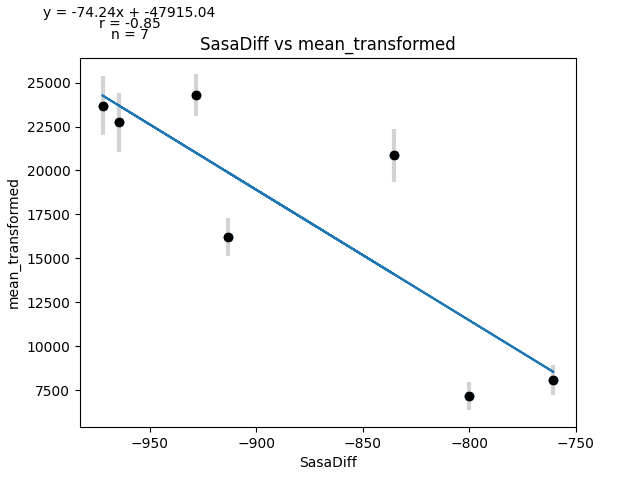 y = -74.24x + -47915.04
r = -0.85
n = 7
SasaDiff vs mean_transformed
25000
22500
20000
17500
15000
12500
10000
7500
mean_transformed
−950
−900
−850
−800
−750
SasaDiff